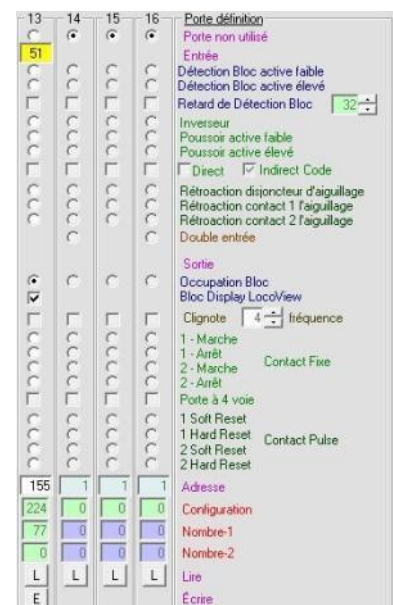 13 14 15 16 Porte définition
Porte non utilisé
51 Entrée
Détection Bloc active faible
Détection Bloc active élevé
Retard de Détection Bloc 32
Inverseur
Poussoir active faible
Poussoir active élevé
Direct Indirect Code
Rétroaction disjoncteur d'aiguillage
Rétroaction contact 1 l'aiguillage
Rétroaction contact 2 l'aiguillage
Double entrée
Sortie
Occupation Bloc
Bloc Display LocoView
Clignote 4 fréquence
1 - Marche
1 - Arrêt
2 - Marche Contact Fixe
2 - Arrêt
Porte à 4 voie
1 Soft Reset
1 Hard Reset Contact Pulse
2 Soft Reset
2 Hard Reset
155 1 1 1 Adresse
224 0 0 0 Configuration
77 0 0 0 Nombre-1
0 0 0 0 Nombre-2
L L L L Lire
E Écrire